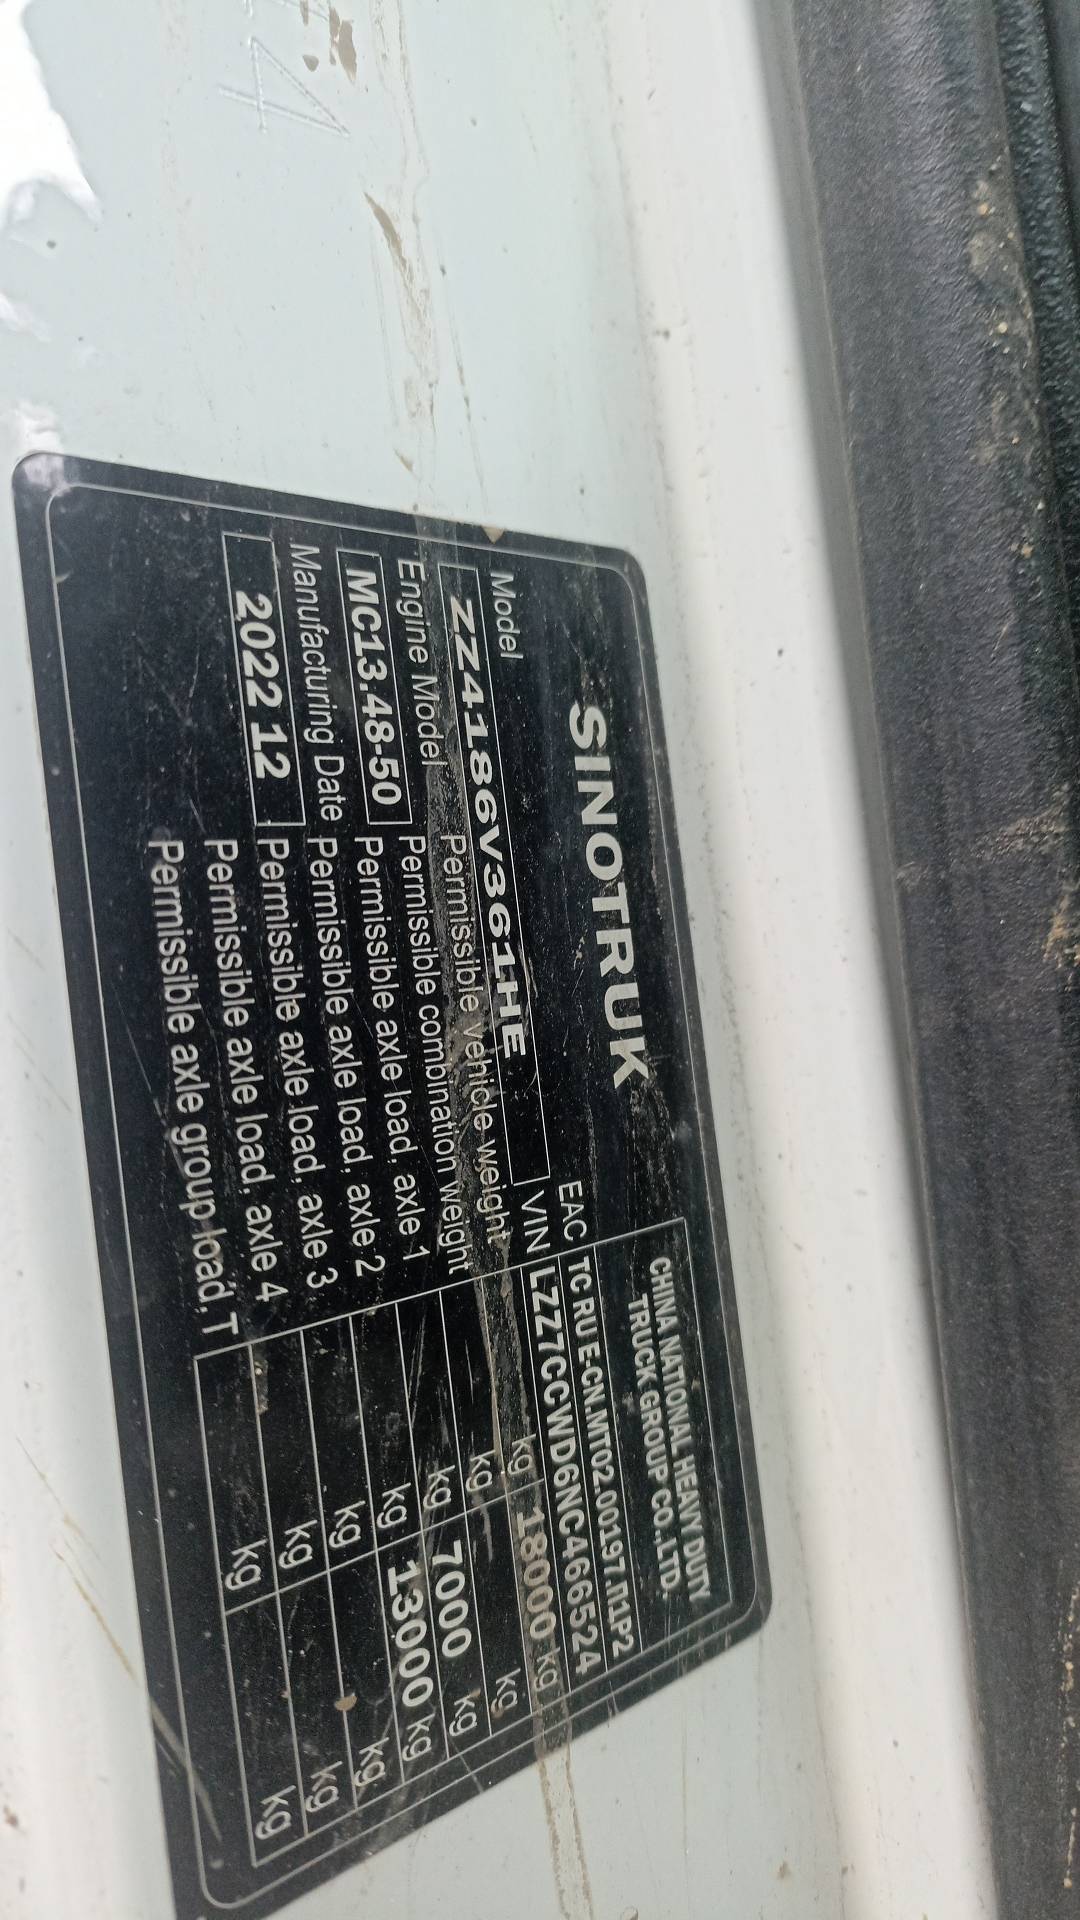 4
SINOTRUK
CHINA NATIONAL HEAVY DUTY
TRUCK GROUP CO.,LTD.
EAC TC RU E-CN.MT02.00197.П1P2
Model
VIN LZZ7CCWD6NC466524
ZZ4186V361HE
Permissible vehicle weight kg 18000 kg
Engine Model
Permissible combination weight kg kg
MC13.48-50
Permissible axle load, axle 1 kg 7000 kg
Permissible axle load, axle 2 kg 13000 kg
Manufacturing Date
Permissible axle load, axle 3 kg kg
2022 12
Permissible axle load, axle 4 kg kg
Permissible axle group load, T kg kg